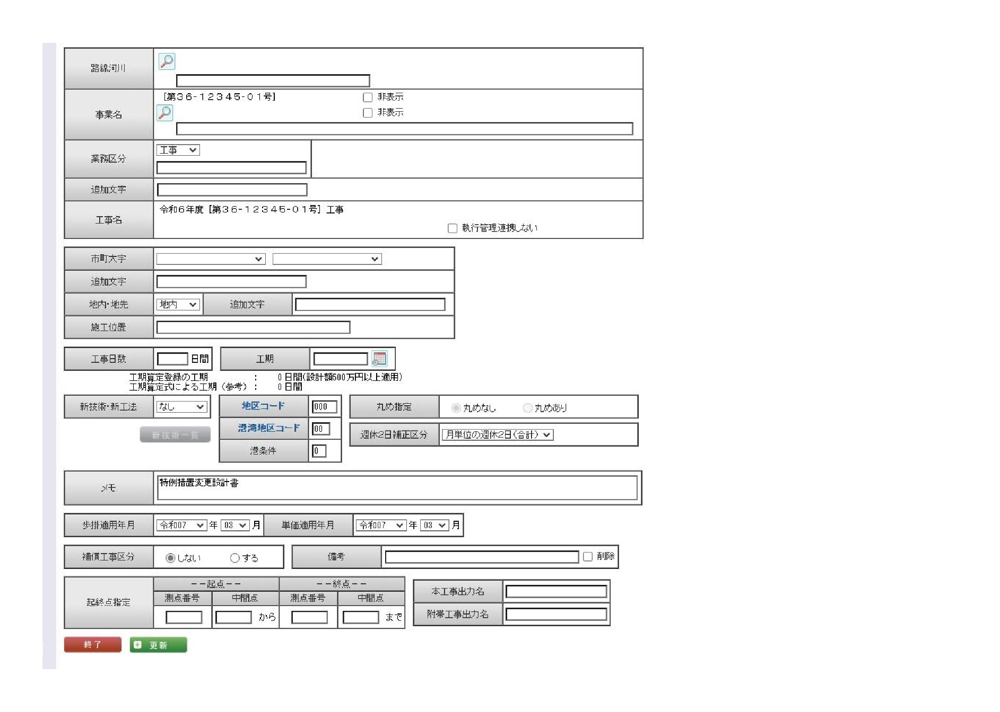 路線河川
事業名
[第３６-１２３４５-０１号]
非表示
非表示
業務区分
工事
追加文字
工事名
令和６年度 [第３６-１２３４５-０１号] 工事
執行管理連携しない
市町大字
追加文字
地内・地先 地内 追加文字
施工位置
工事日数 日間 工期
工期算定登録の工期 ： 0 日間(設計額500万円以上適用)
工期算定式による工期（参考）： 0 日間
新技術・新工法 なし
新技術一覧
地区コード 000
港湾地区コード 00
港条件 0
丸め指定 丸めなし 丸めあり
週休2日補正区分 月単位の週休2日(合計)
メモ
特例措置変更設計書
歩掛適用年月 令和07 年 03 月 単価適用年月 令和07 年 03 月
補償工事区分 しない する 備考 削除
起終点指定
－－起点－－ －－終点－－
測点番号 中間点 測点番号 中間点
から まで
本工事出力名
附帯工事出力名
終了 更新